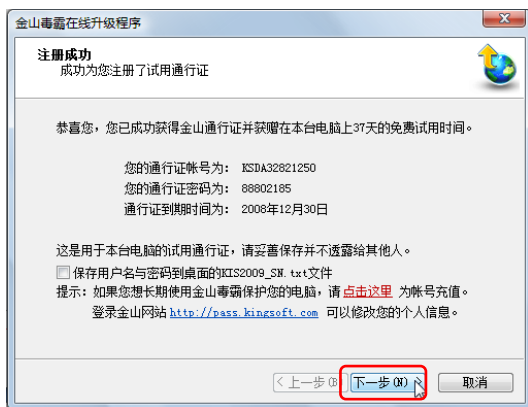 金山毒霸在线升级程序
注册成功
成功为您注册了试用通行证
恭喜您，您已成功获得金山通行证并获赠在本台电脑上37天的免费试用时间。
您的通行证帐号为： KSDA32821250
您的通行证密码为： 88802185
通行证到期时间为： 2008年12月30日
这是用于本台电脑的试用通行证，请妥善保存并不透露给其他人。
保存用户名与密码到桌面的KIS2009_SN.txt文件
提示：如果您想长期使用金山毒霸保护您的电脑，请 点击这里 为帐号充值。
登录金山网站 http://pass.kingsoft.com 可以修改您的个人信息。
<上一步(B) 下一步(N) > 取消